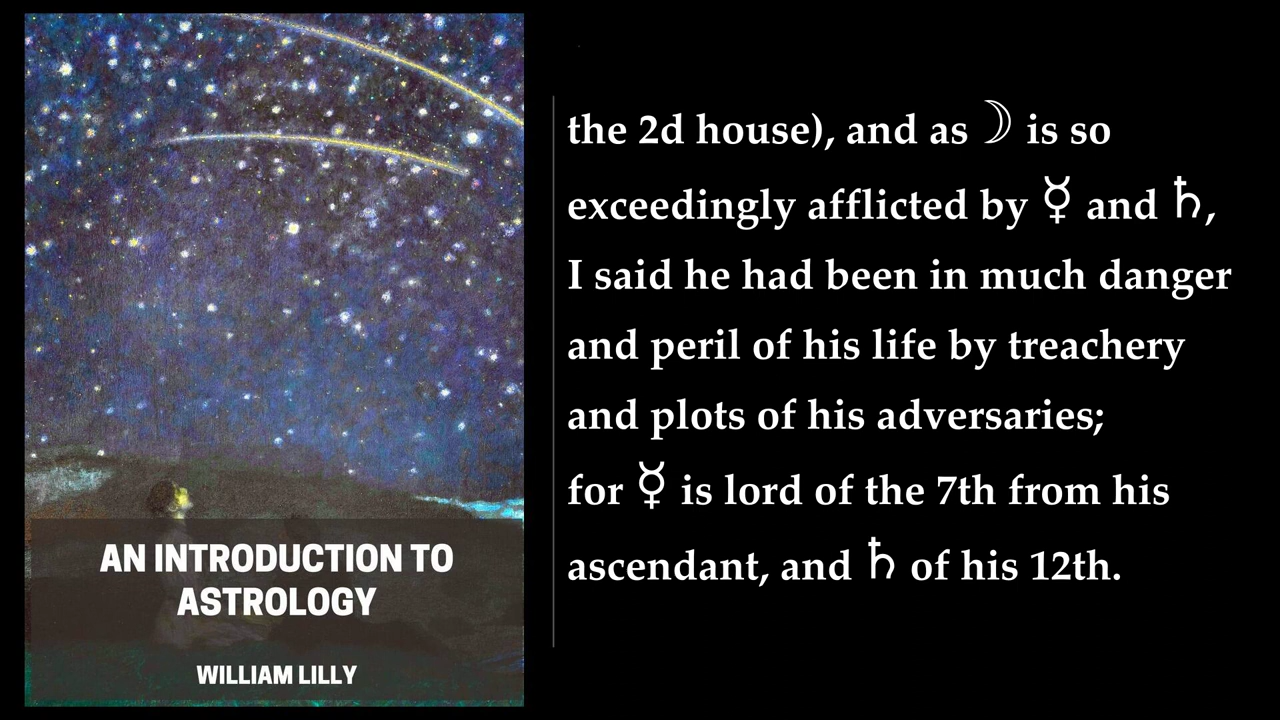 AN INTRODUCTION TO
ASTROLOGY
WILLIAM LILLY
the 2d house), and as ☽ is so
exceedingly afflicted by ☿ and ♄,
I said he had been in much danger
and peril of his life by treachery
and plots of his adversaries;
for ☿ is lord of the 7th from his
ascendant, and ♄ of his 12th.